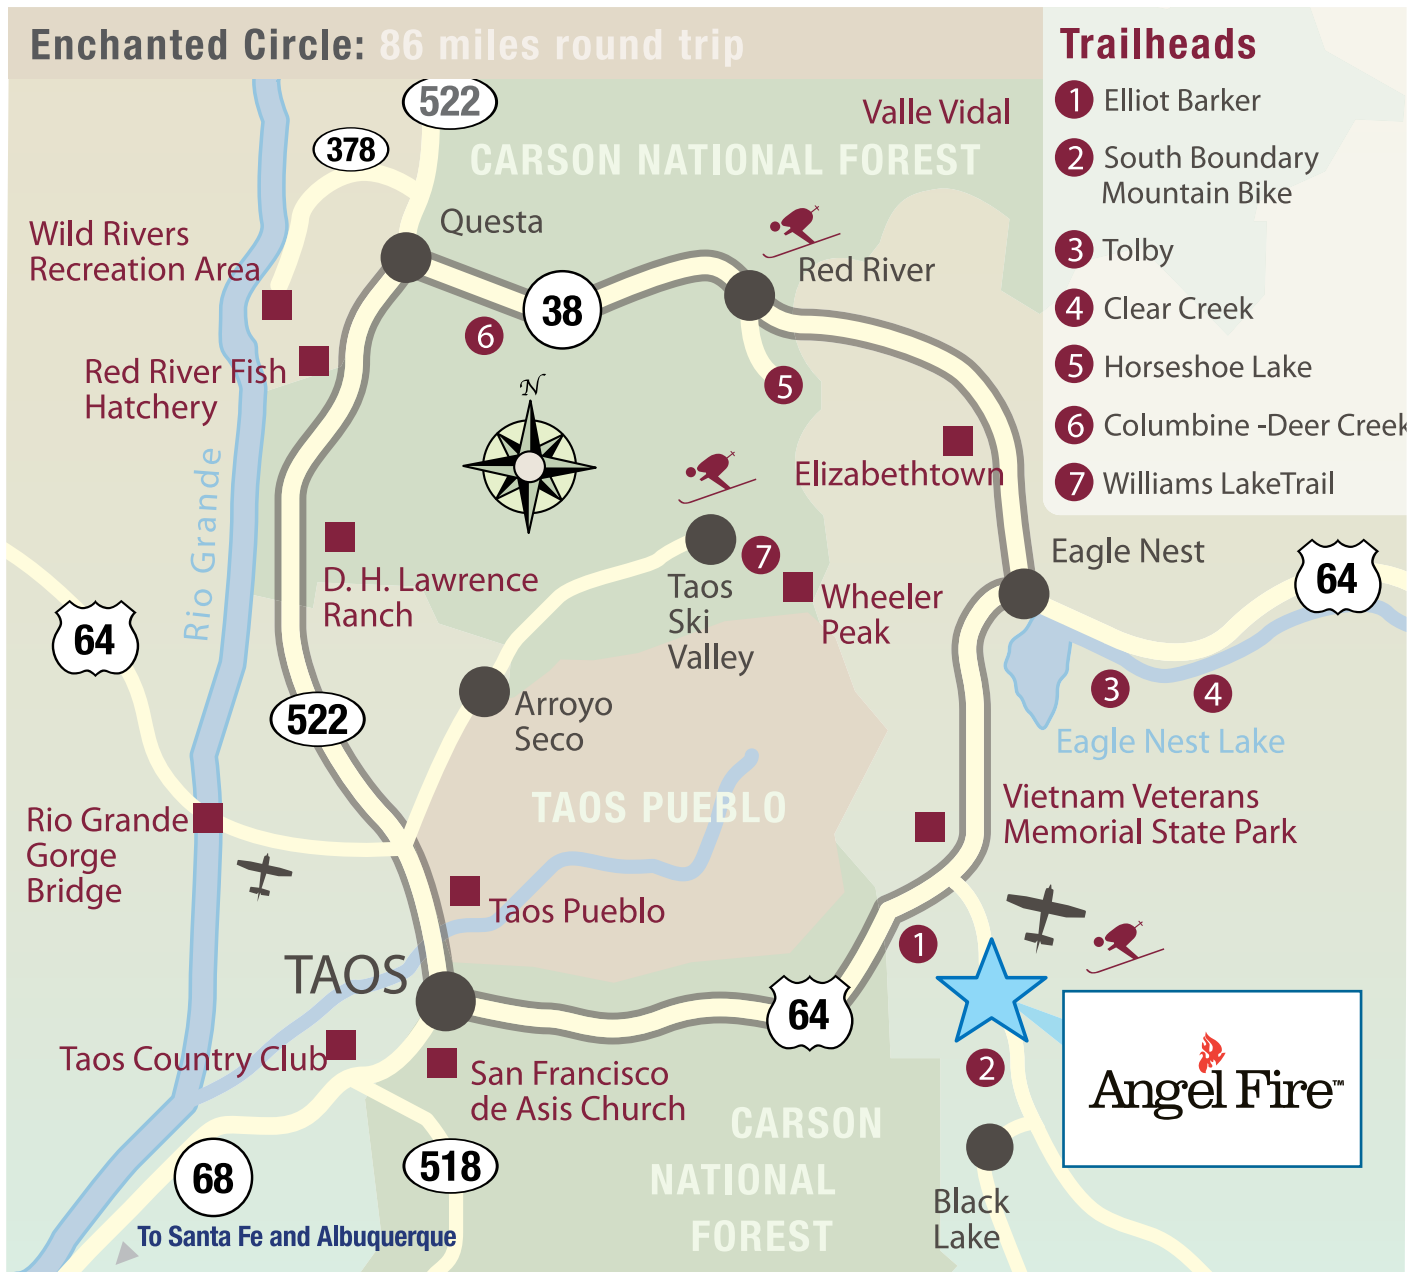 Enchanted Circle: 86 miles round trip
Trailheads
1 Elliot Barker
2 South Boundary
Mountain Bike
3 Tolby
4 Clear Creek
5 Horseshoe Lake
6 Columbine -Deer Creek
7 Williams LakeTrail
522
378
Valle Vidal
CARSON NATIONAL FOREST
Questa
Wild Rivers
Recreation Area
Red River
38
6
Red River Fish
Hatchery
N
5
Elizabethtown
Rio Grande
D. H. Lawrence
Ranch
7
Taos
Ski
Valley
Wheeler
Peak
Eagle Nest
64
64
3
4
Eagle Nest Lake
Arroyo
Seco
522
TAOS PUEBLO
Vietnam Veterans
Memorial State Park
Rio Grande
Gorge
Bridge
Taos Pueblo
1
TAOS
64
Taos Country Club
San Francisco
de Asis Church
2
Angel Fire™
CARSON
NATIONAL
FOREST
68
518
Black
Lake
To Santa Fe and Albuquerque